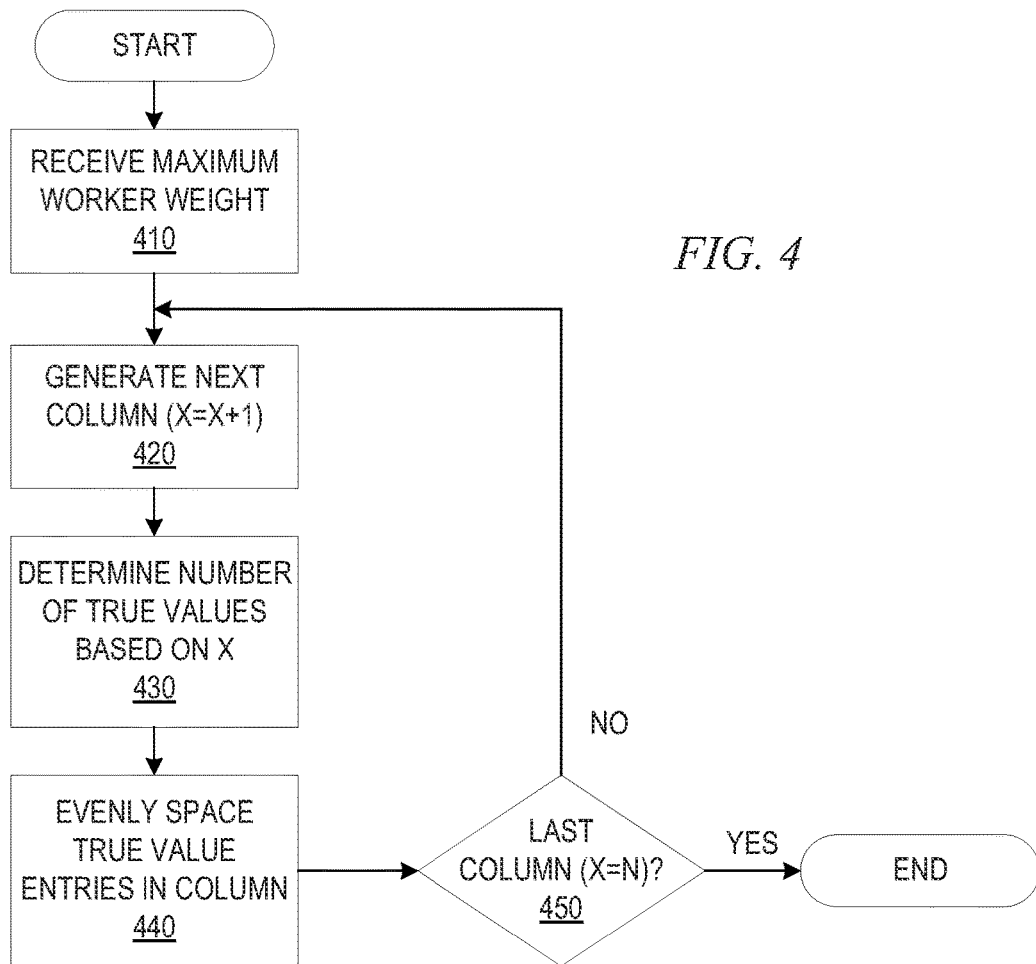 START
RECEIVE MAXIMUM
WORKER WEIGHT
410
FIG. 4
GENERATE NEXT
COLUMN (X=X+1)
420
DETERMINE NUMBER
OF TRUE VALUES
BASED ON X
430
NO
EVENLY SPACE
TRUE VALUE
ENTRIES IN COLUMN
440
LAST
COLUMN (X=N)?
450
YES
END